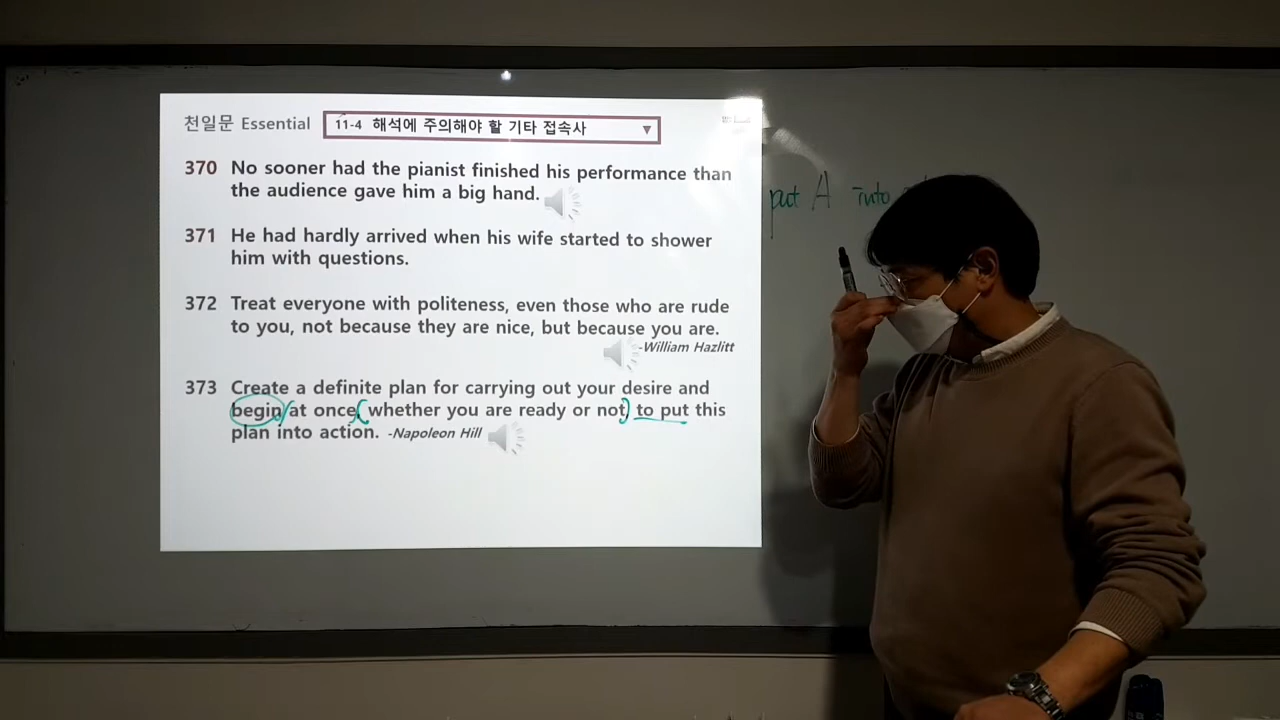 천일문 Essential
11-4 해석에 주의해야 할 기타 접속사 ▼
370 No sooner had the pianist finished his performance than
the audience gave him a big hand.
371 He had hardly arrived when his wife started to shower
him with questions.
372 Treat everyone with politeness, even those who are rude
to you, not because they are nice, but because you are.
-William Hazlitt
373 Create a definite plan for carrying out your desire and
begin at once, whether you are ready or not, to put this
plan into action. -Napoleon Hill
put A into